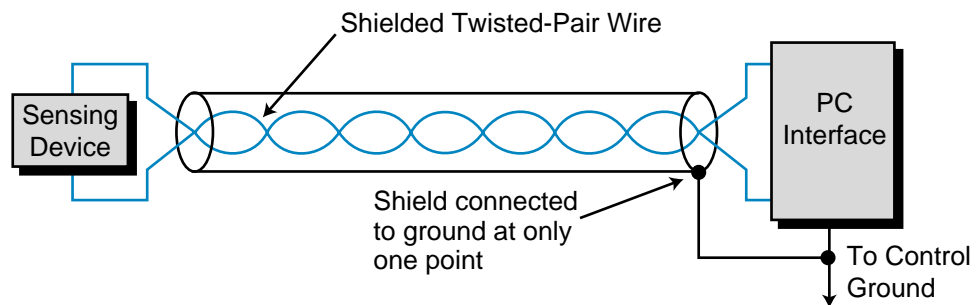 Shielded Twisted-Pair Wire
Sensing
Device
PC
Interface
Shield connected
to ground at only
one point
To Control
Ground